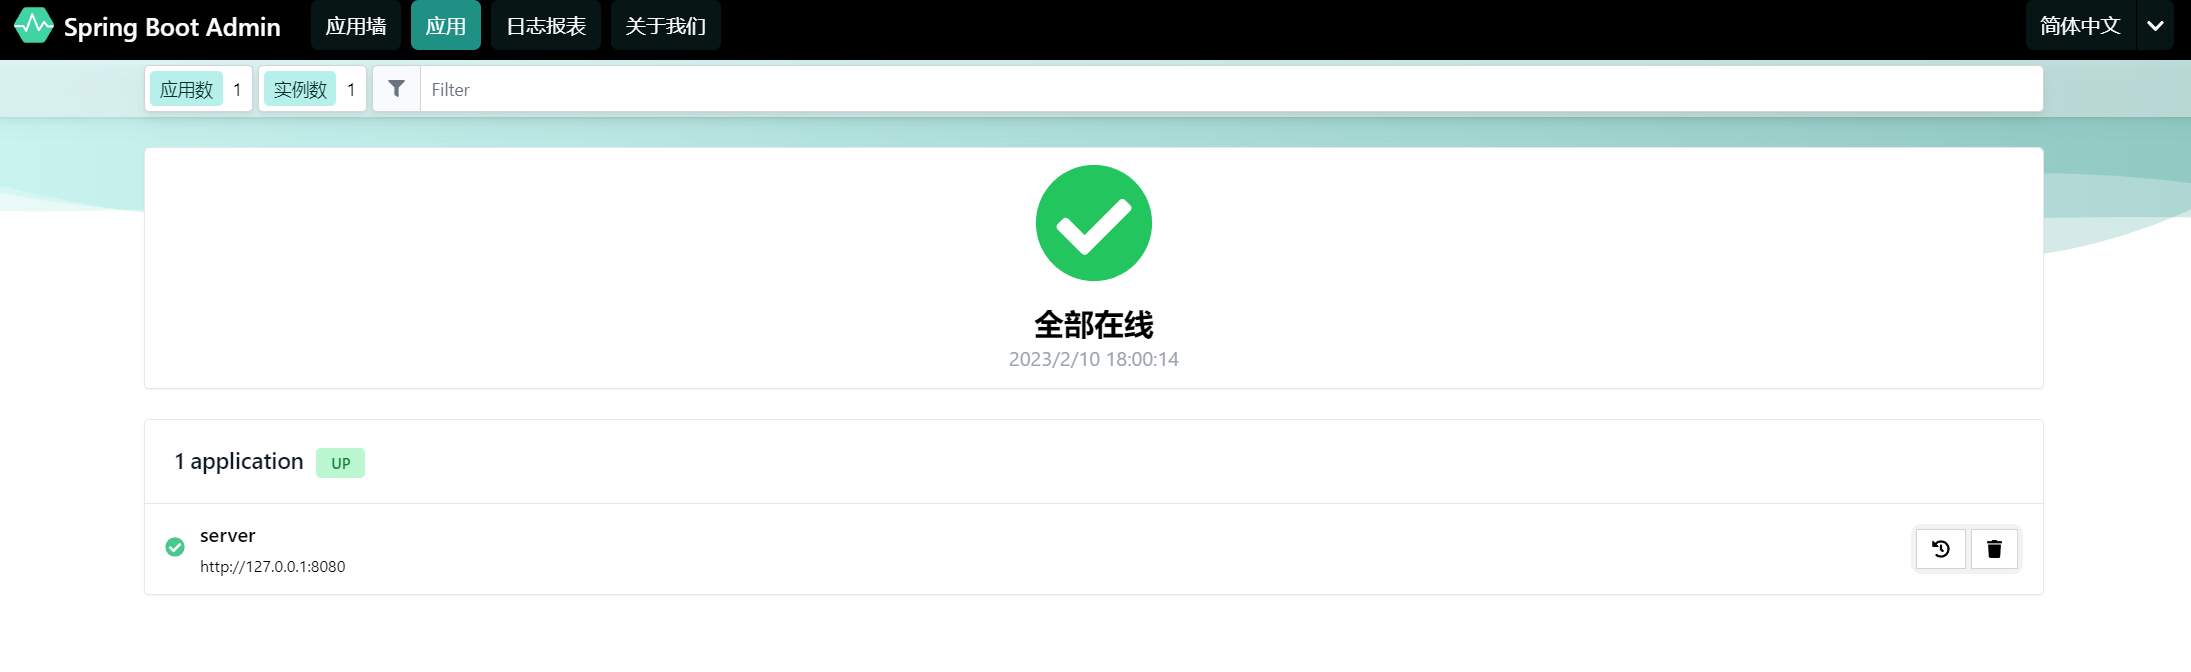 Spring Boot Admin 应用墙 应用 日志报表 关于我们 简体中文
应用数 1 实例数 1 Filter
全部在线
2023/2/10 18:00:14
1 application UP
server
http://127.0.0.1:8080